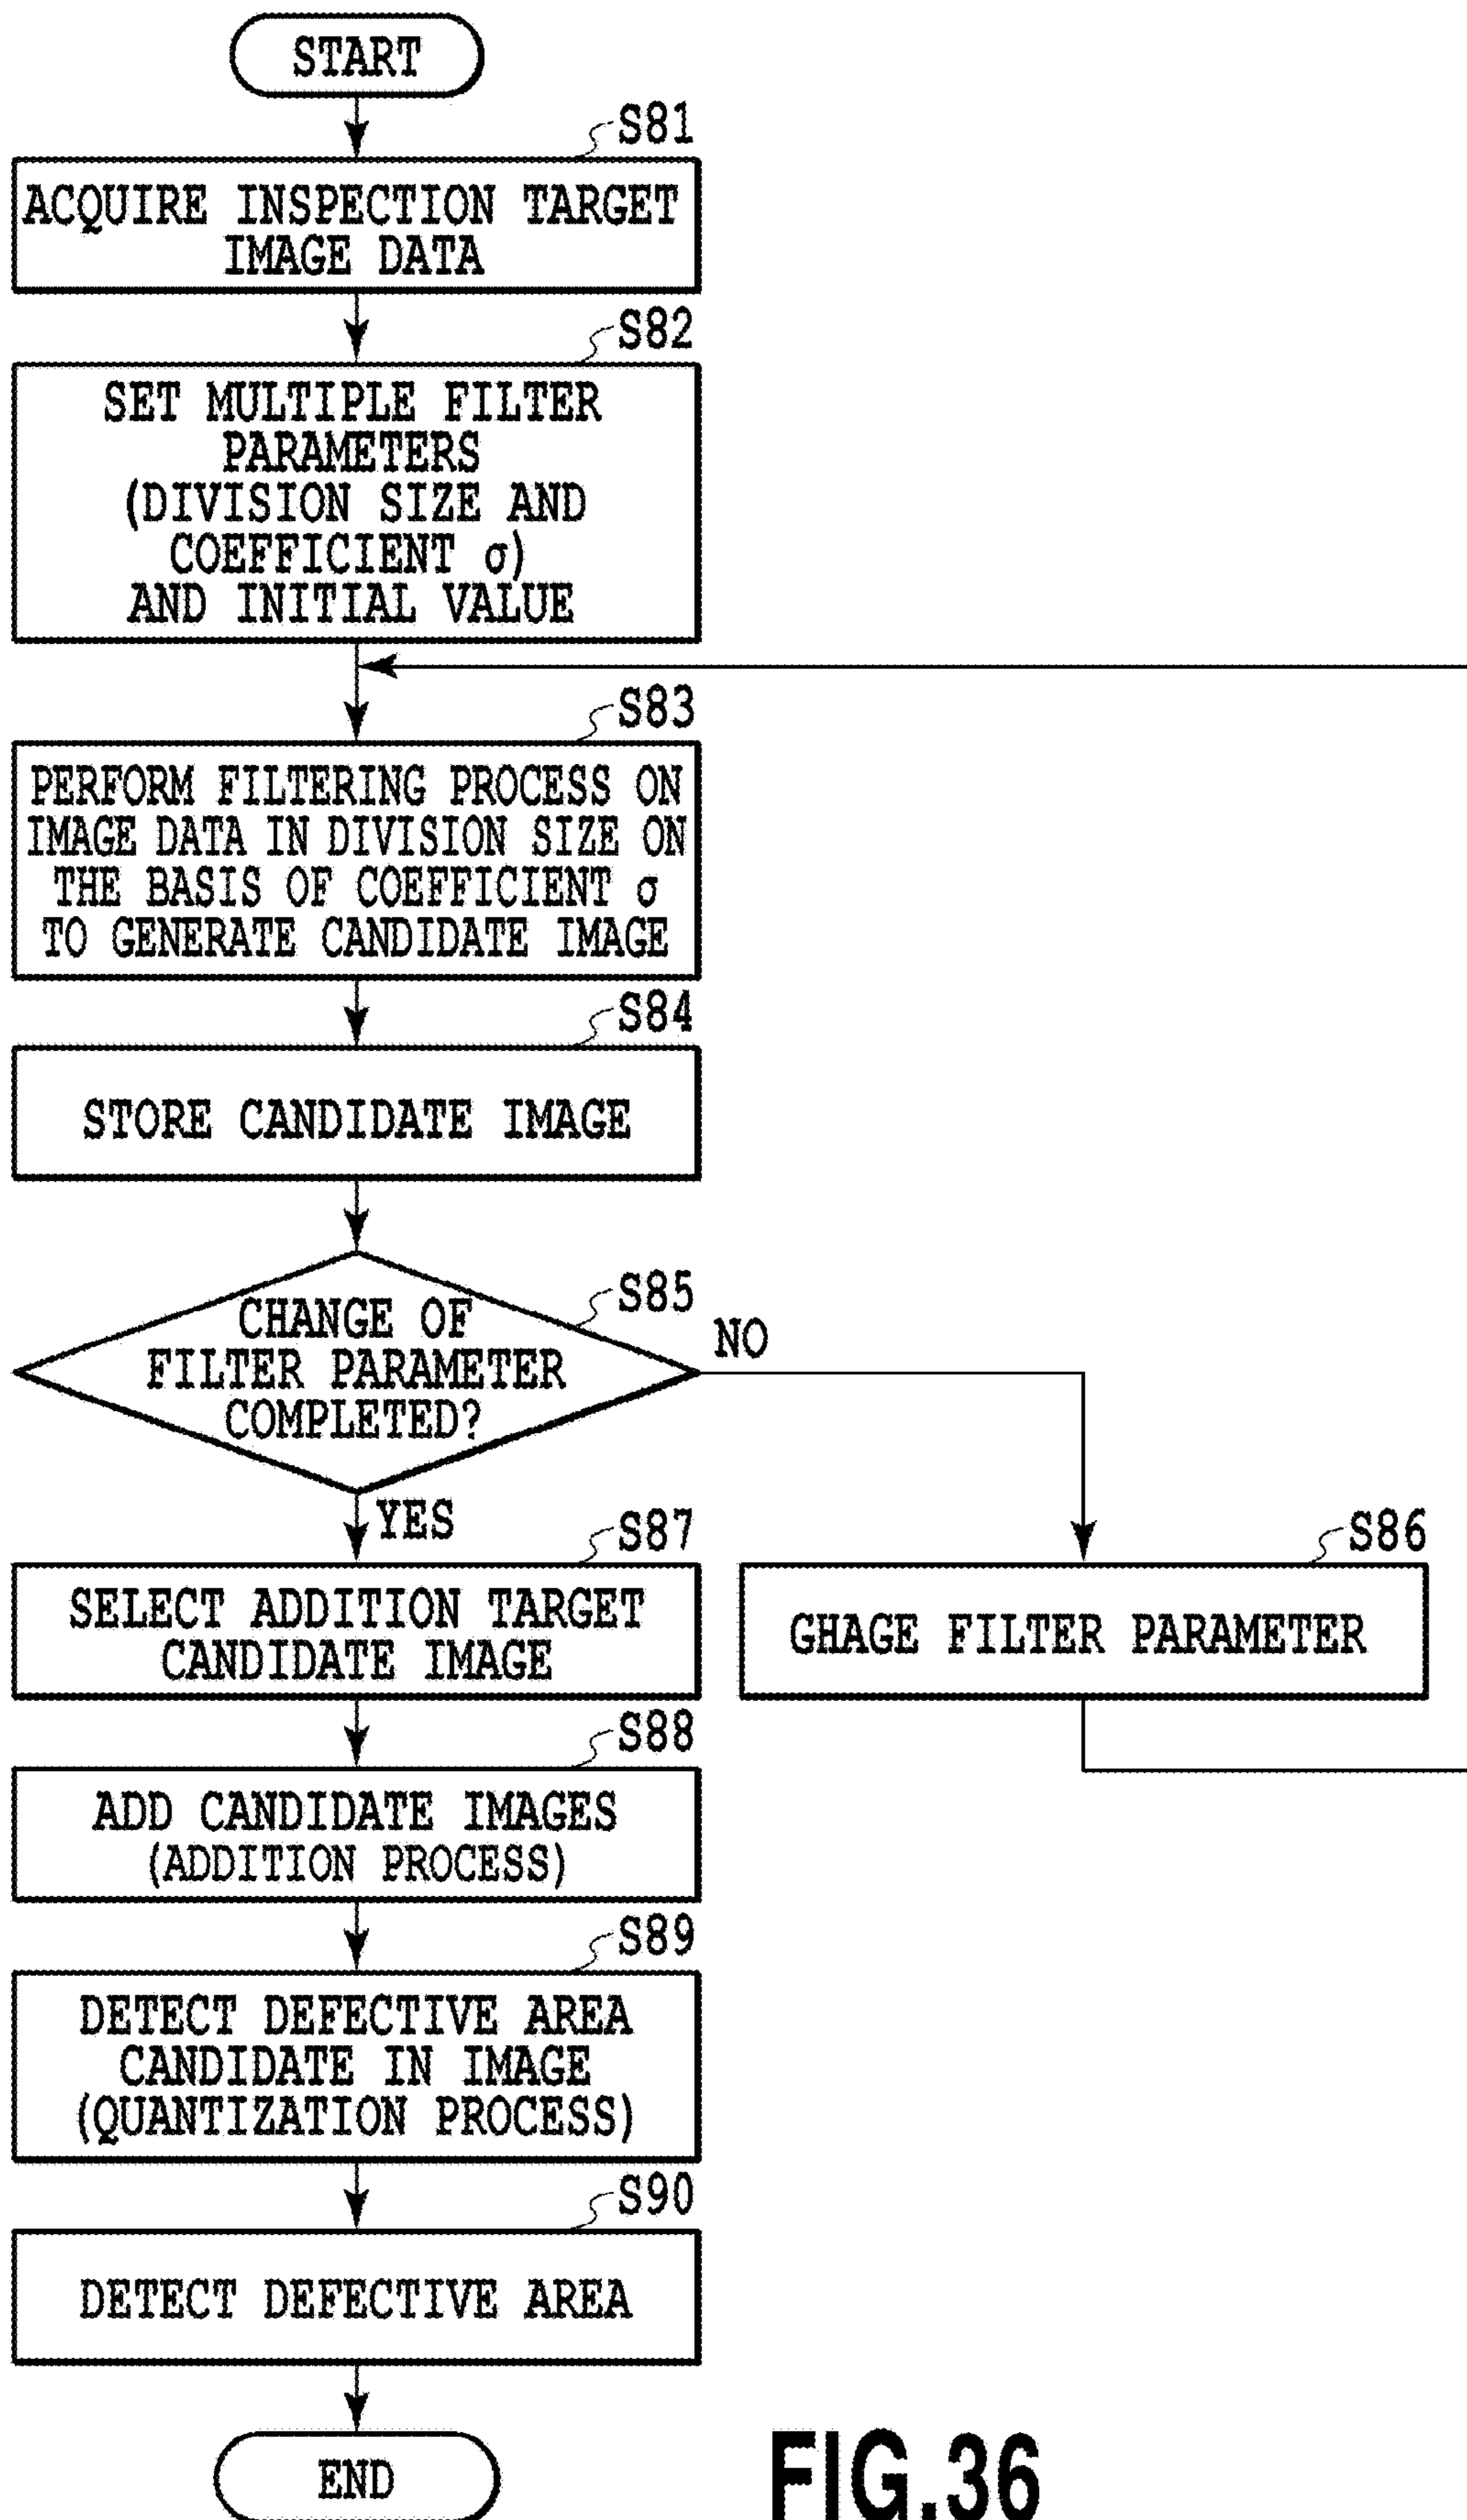 START
S81
ACQUIRE INSPECTION TARGET
IMAGE DATA
S82
SET MULTIPLE FILTER
PARAMETERS
(DIVISION SIZE AND
COEFFICIENT σ)
AND INITIAL VALUE
S83
PERFORM FILTERING PROCESS ON
IMAGE DATA IN DIVISION SIZE ON
THE BASIS OF COEFFICIENT σ
TO GENERATE CANDIDATE IMAGE
S84
STORE CANDIDATE IMAGE
S85
CHANGE OF
FILTER PARAMETER
COMPLETED?
NO
YES
S86
GHAGE FILTER PARAMETER
S87
SELECT ADDITION TARGET
CANDIDATE IMAGE
S88
ADD CANDIDATE IMAGES
(ADDITION PROCESS)
S89
DETECT DEFECTIVE AREA
CANDIDATE IN IMAGE
(QUANTIZATION PROCESS)
S90
DETECT DEFECTIVE AREA
END
FIG.36